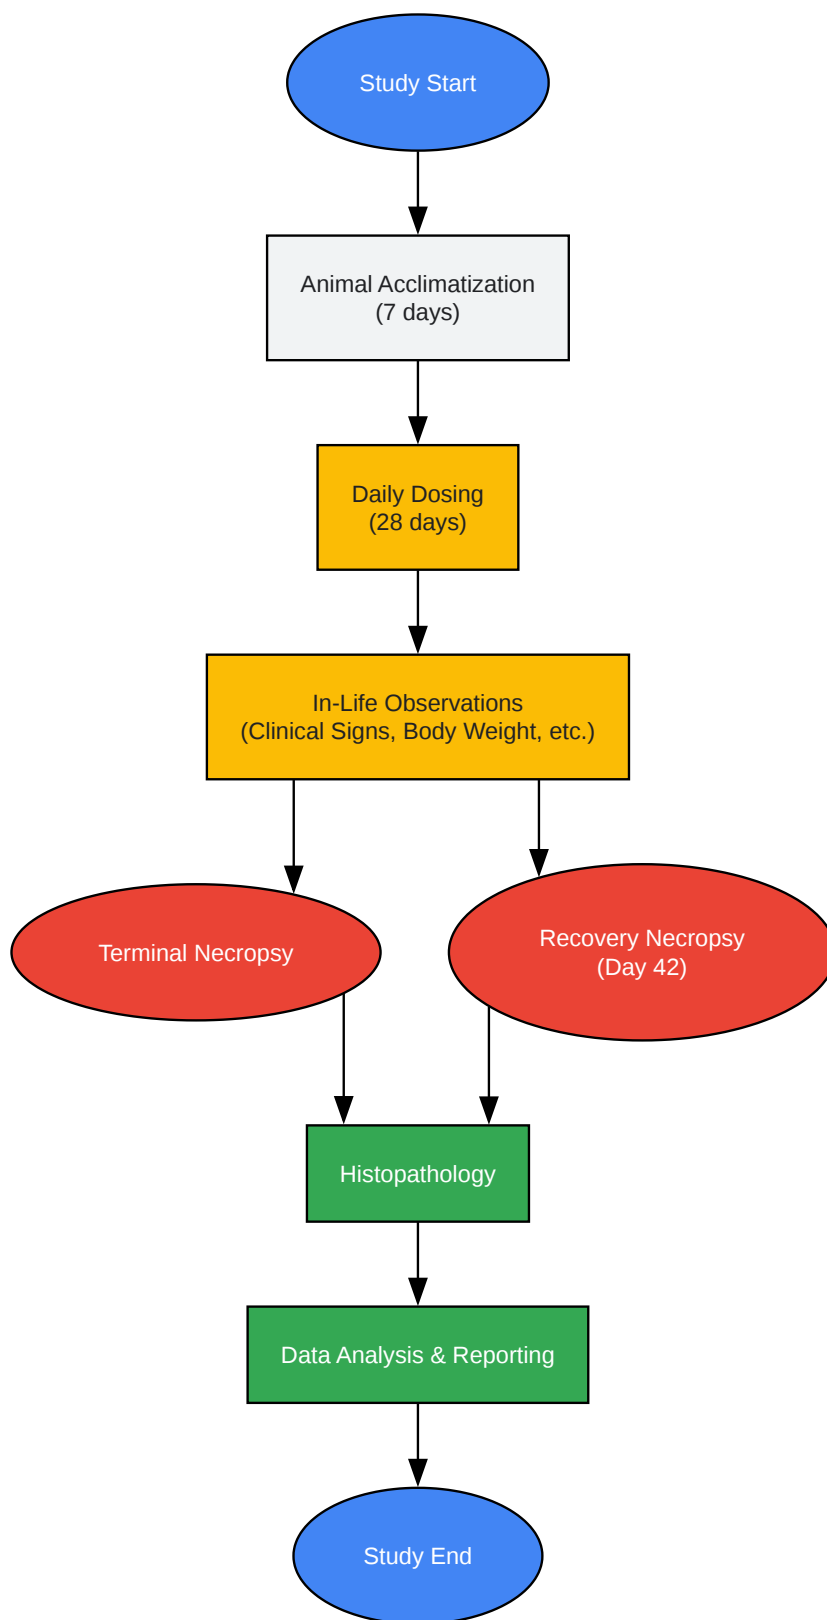 Study Start
Animal Acclimatization
(7 days)
Daily Dosing
(28 days)
In-Life Observations
(Clinical Signs, Body Weight, etc.)
Terminal Necropsy
Recovery Necropsy
(Day 42)
Histopathology
Data Analysis & Reporting
Study End